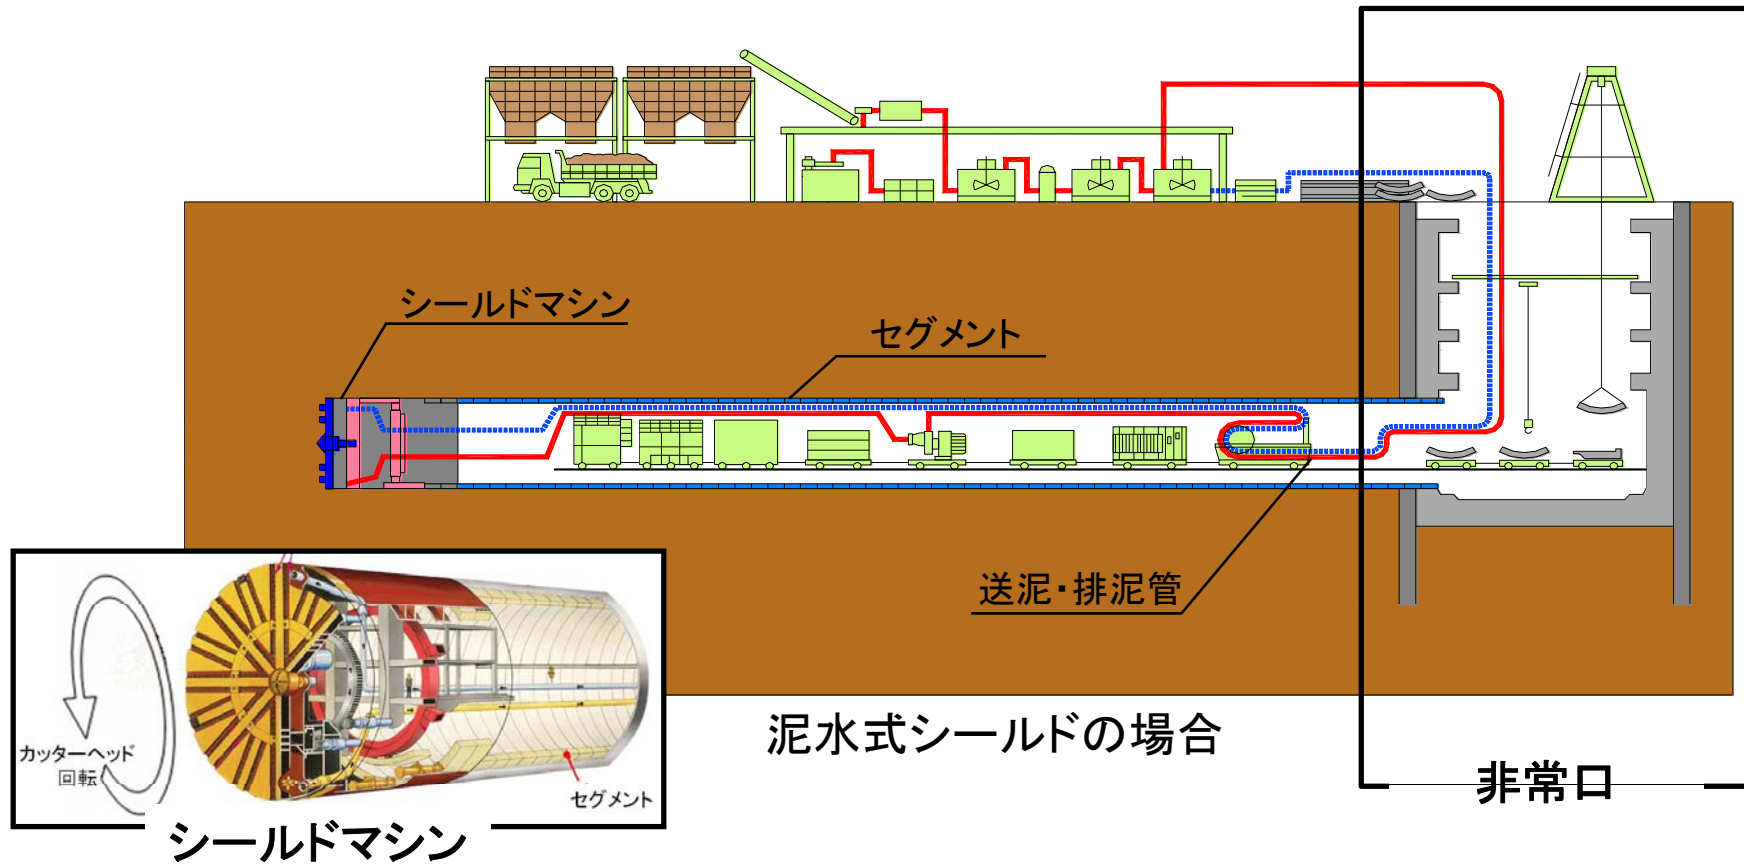 シールドマシン
セグメント
送泥・排泥管
泥水式シールドの場合
非常口
カッターヘッド
回転
セグメント
シールドマシン